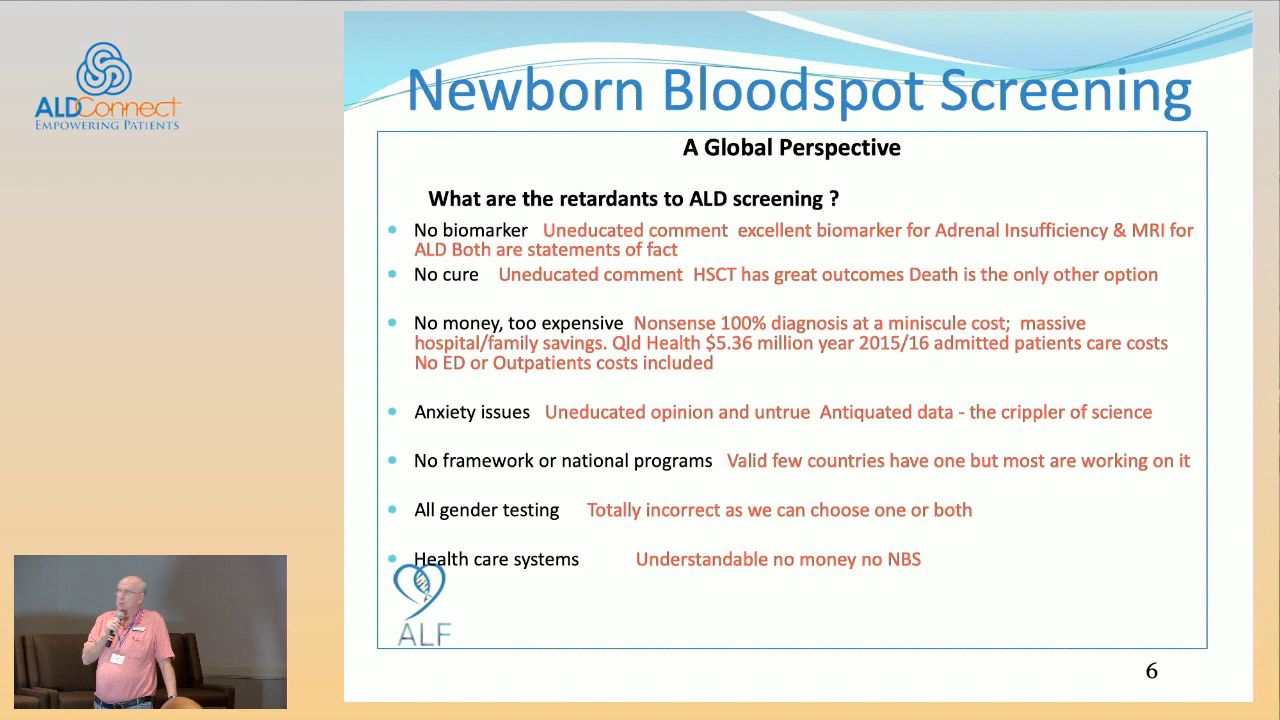 ALDConnect
EMPOWERING PATIENTS
Newborn Bloodspot Screening
A Global Perspective
What are the retardants to ALD screening ?
No biomarker Uneducated comment excellent biomarker for Adrenal Insufficiency & MRI for
ALD Both are statements of fact
No cure Uneducated comment HSCT has great outcomes Death is the only other option
No money, too expensive Nonsense 100% diagnosis at a miniscule cost; massive
hospital/family savings. Qld Health $5.36 million year 2015/16 admitted patients care costs
No ED or Outpatients costs included
Anxiety issues Uneducated opinion and untrue Antiquated data - the crippler of science
No framework or national programs Valid few countries have one but most are working on it
All gender testing Totally incorrect as we can choose one or both
Health care systems Understandable no money no NBS
ALF
6